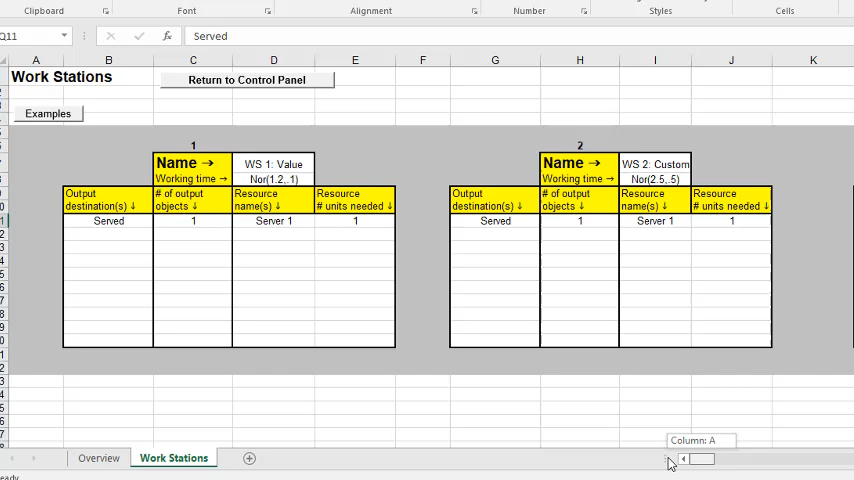 Clipboard Font Alignment Number Styles Cells
Q11 Served
A B C D E F G H I J K
Work Stations
Return to Control Panel
Examples
1 2
Name → WS 1: Value Name → WS 2: Custom
Working time → Nor(1.2,.1) Working time → Nor(2.5,.5)
Output # of output Resource Resource Output # of output Resource Resource
destination(s) ↓ objects ↓ name(s) ↓ # units needed ↓ destination(s) ↓ objects ↓ name(s) ↓ # units needed ↓
Served 1 Server 1 1 Served 1 Server 1 1
Column: A
Overview Work Stations
eady